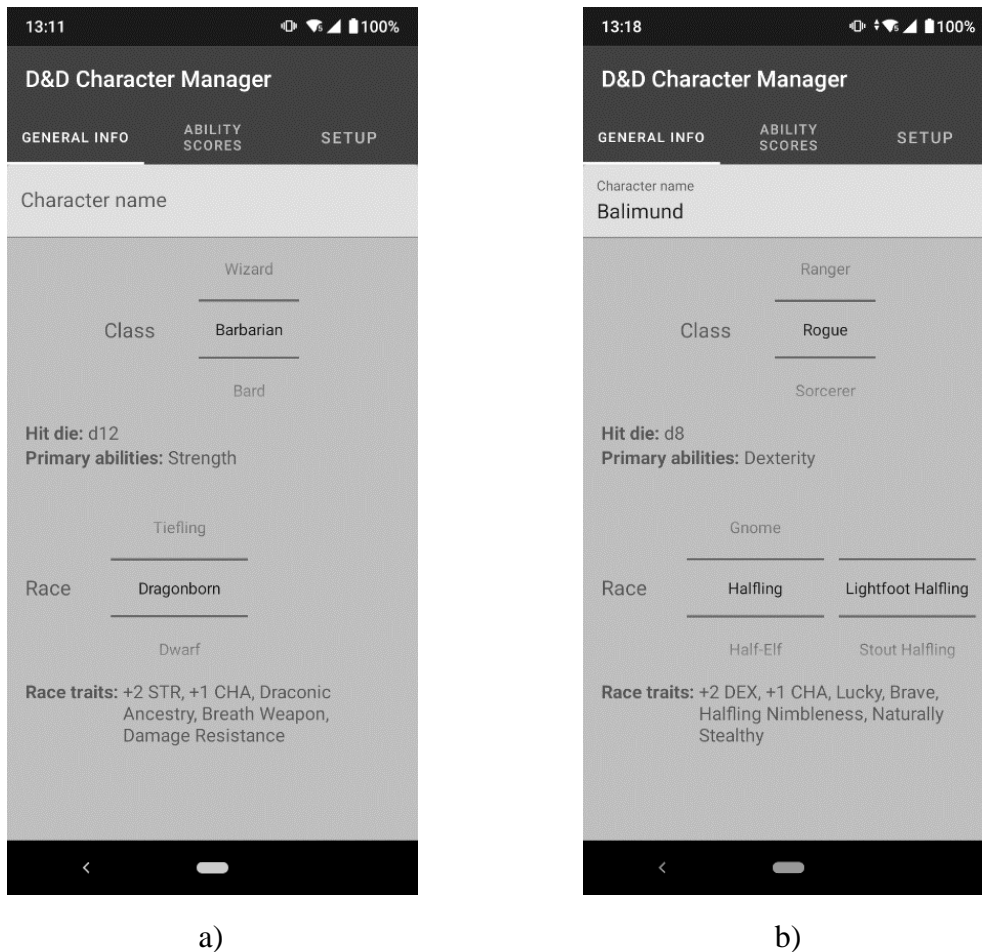 13:11
100%
D&D Character Manager
GENERAL INFO
ABILITY
SCORES
SETUP
Character name
Wizard
Class
Barbarian
Bard
Hit die: d12
Primary abilities: Strength
Tiefling
Race
Dragonborn
Dwarf
Race traits: +2 STR, +1 CHA, Draconic
Ancestry, Breath Weapon,
Damage Resistance
a)
13:18
100%
D&D Character Manager
GENERAL INFO
ABILITY
SCORES
SETUP
Character name
Balimund
Ranger
Class
Rogue
Sorcerer
Hit die: d8
Primary abilities: Dexterity
Gnome
Race
Halfling
Lightfoot Halfling
Half-Elf
Stout Halfling
Race traits: +2 DEX, +1 CHA, Lucky, Brave,
Halfling Nimbleness, Naturally
Stealthy
b)